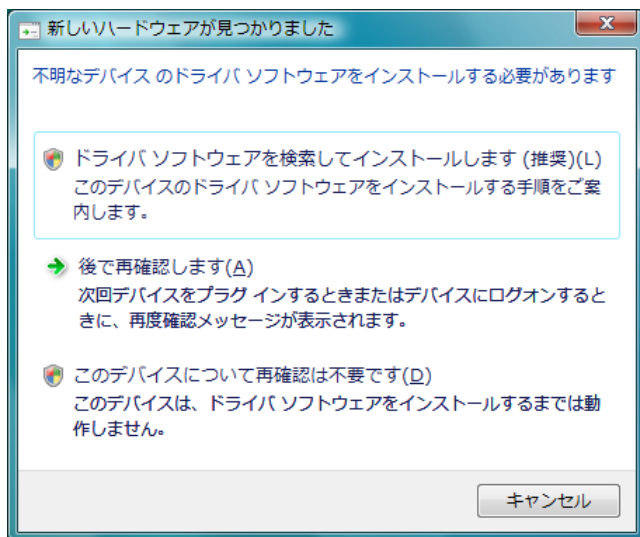 新しいハードウェアが見つかりました
不明なデバイス のドライバ ソフトウェアをインストールする必要があります
ドライバ ソフトウェアを検索してインストールします (推奨)(L)
このデバイスのドライバ ソフトウェアをインストールする手順をご案
内します。
後で再確認します(A)
次回デバイスをプラグ インするときまたはデバイスにログオンすると
きに、再度確認メッセージが表示されます。
このデバイスについて再確認は不要です(D)
このデバイスは、ドライバ ソフトウェアをインストールするまでは動
作しません。
キャンセル